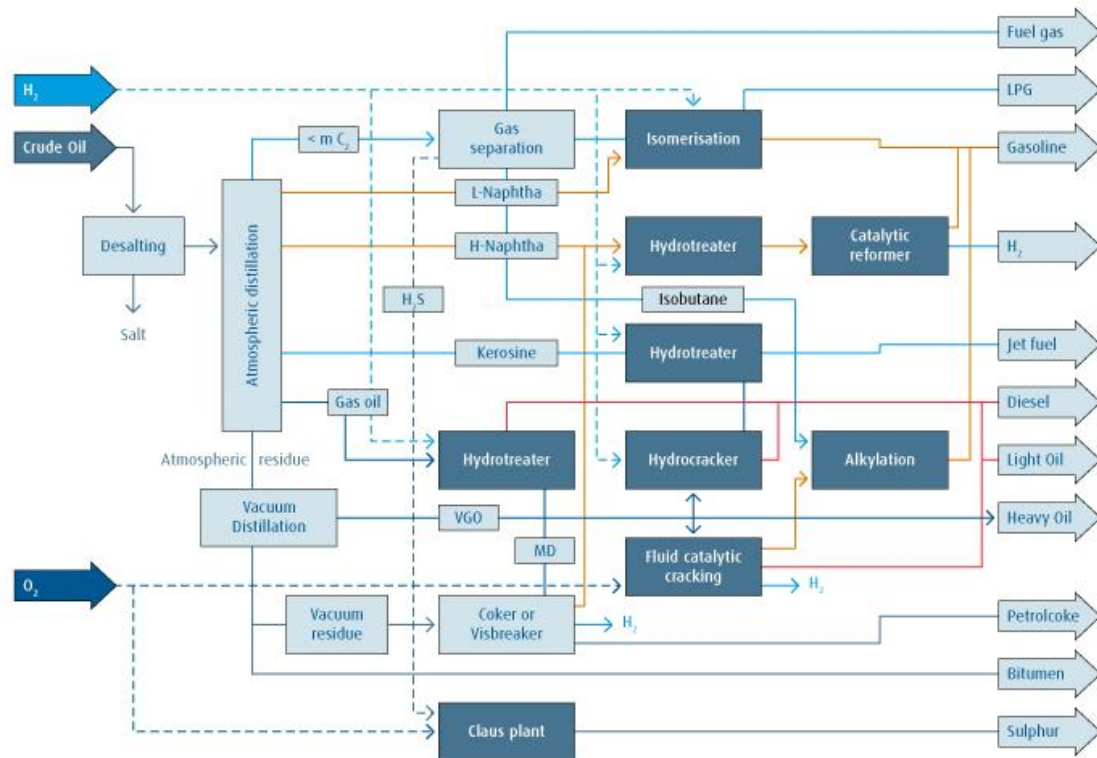 Fuel gas
H₂
LPG
Crude Oil
< m C₂
Gas
separation
Isomerisation
Gasoline
L-Naphtha
Desalting
Atmospheric distillation
H-Naphtha
Hydrotreater
Catalytic
reformer
H₂
H₂S
Isobutane
Salt
Kerosine
Hydrotreater
Jet fuel
Gas oil
Diesel
Atmospheric residue
Hydrotreater
Hydrocracker
Alkylation
Light Oil
Vacuum
Distillation
VGO
Heavy Oil
MD
Fluid catalytic
cracking
O₂
H₂
Vacuum
residue
Coker or
Visbreaker
H₂
Petrolcoke
Bitumen
Claus plant
Sulphur